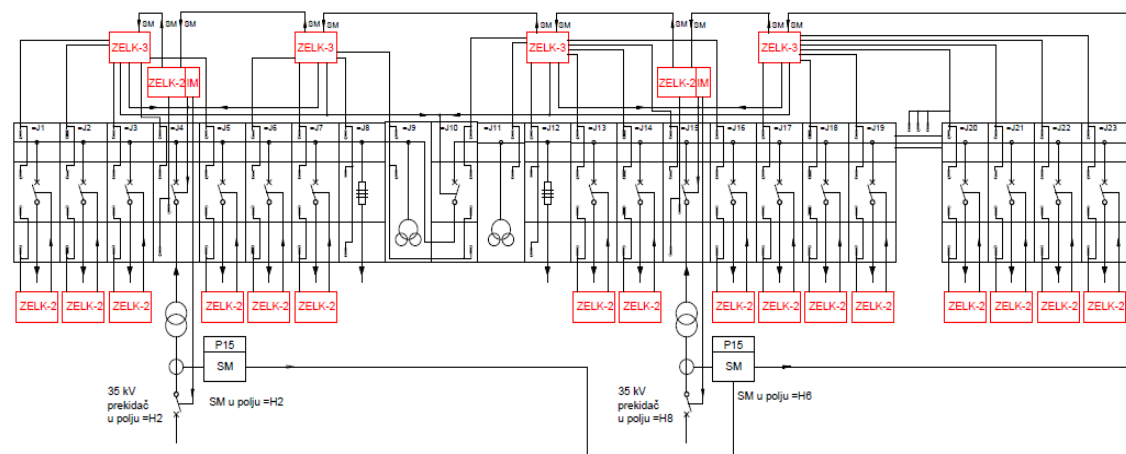 SM SM SM SM SM SM SM SM
ZELK-3 ZELK-3 ZELK-3 ZELK-3
ZELK-2 IM ZELK-2 IM
=J1 =J2 =J3 =J4 =J5 =J6 =J7 =J8 =J9 =J10 =J11 =J12 =J13 =J14 =J15 =J16 =J17 =J18 =J19 =J20 =J21 =J22 =J23
ZELK-2 ZELK-2 ZELK-2 ZELK-2 ZELK-2 ZELK-2 ZELK-2 ZELK-2 ZELK-2 ZELK-2 ZELK-2 ZELK-2 ZELK-2 ZELK-2 ZELK-2 ZELK-2
P15
SM
35 kV
prekidač
u polju =H2
SM u polju =H2
P15
SM
35 kV
prekidač
u polju =H8
SM u polju =H6